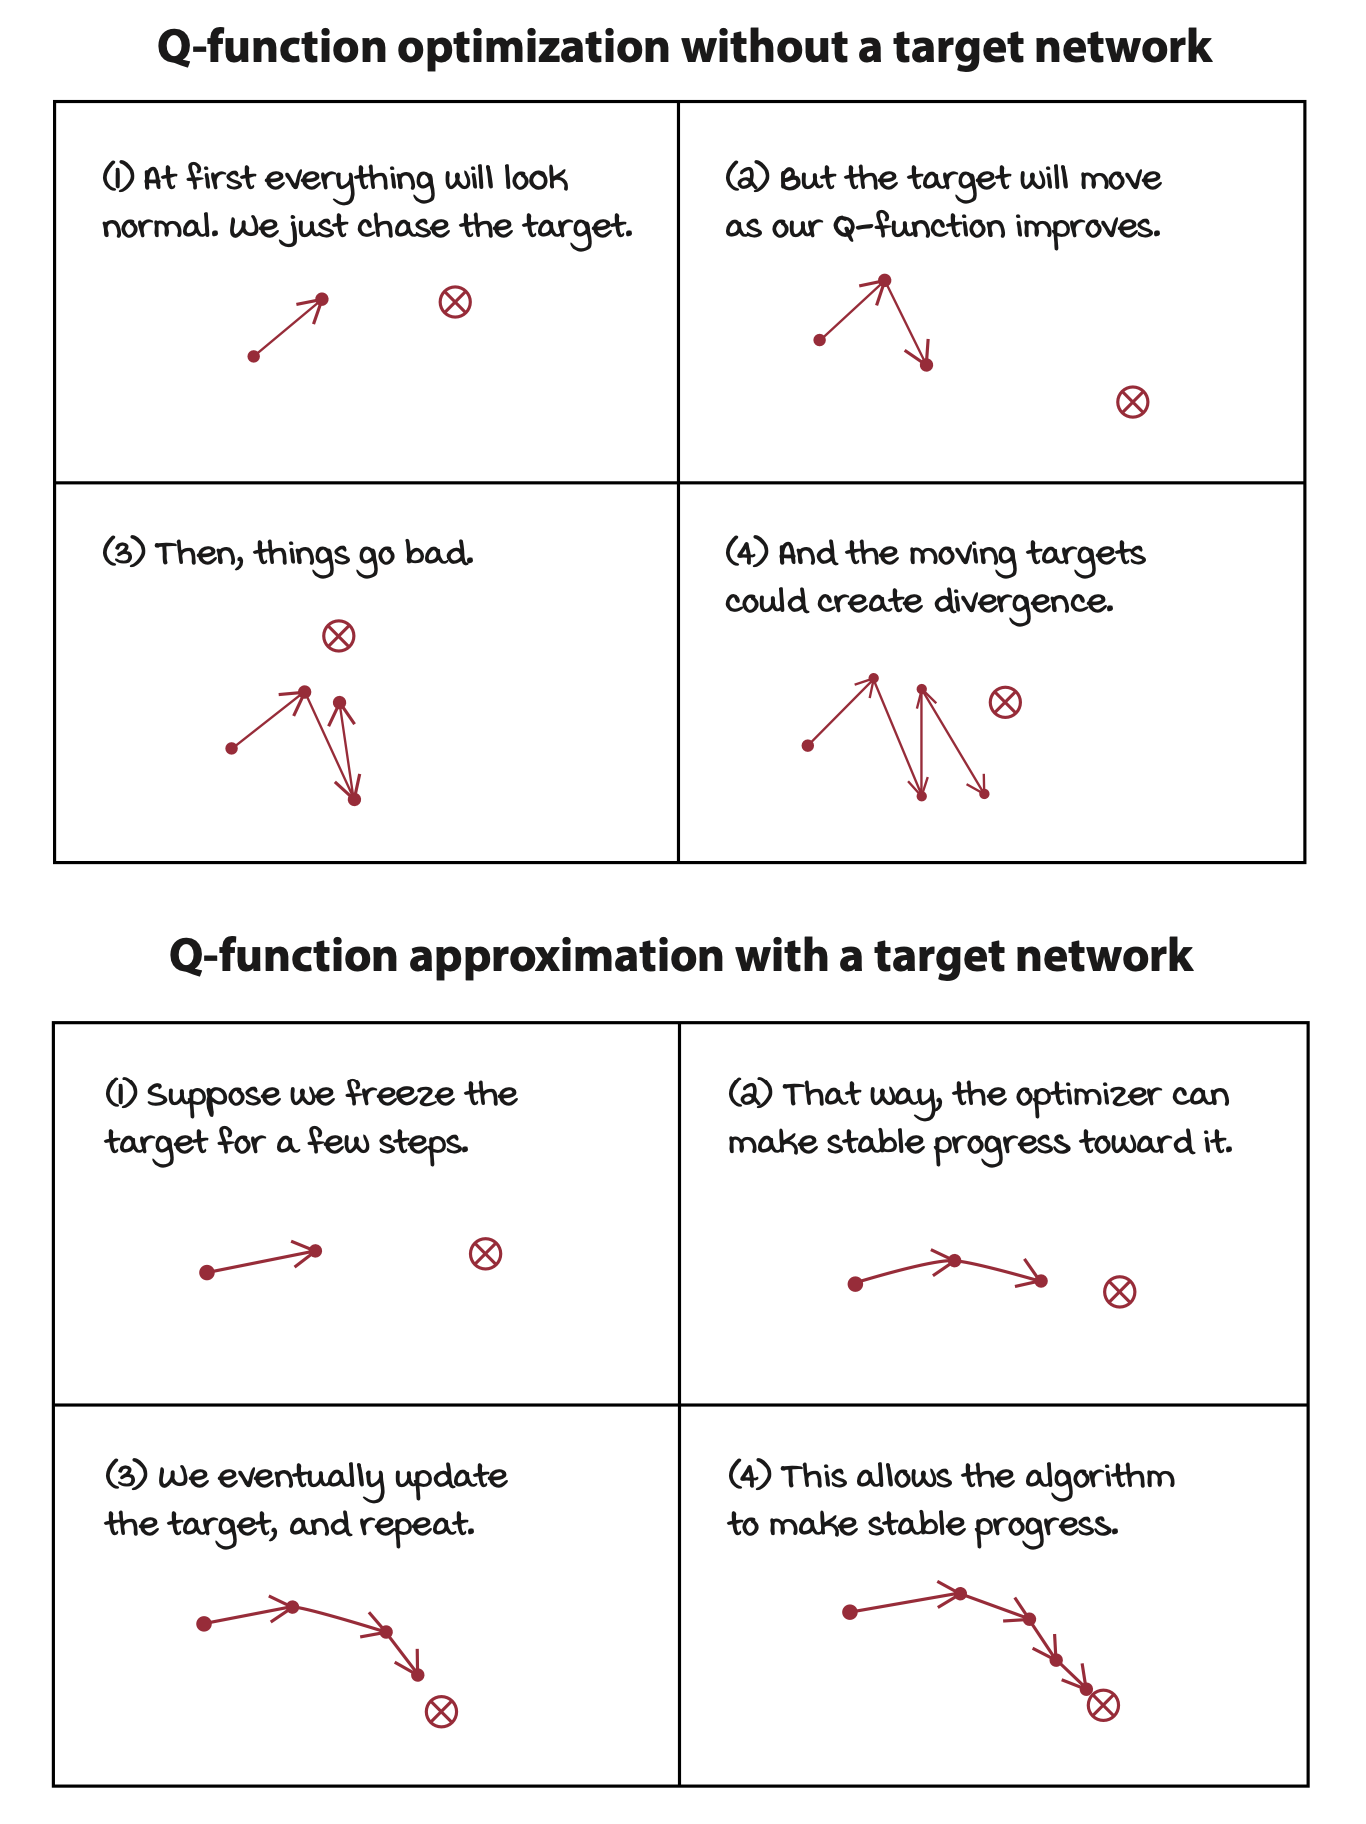 Q-function optimization without a target network
(1) At first everything will look
normal. We just chase the target.
(2) But the target will move
as our Q-function improves.
(3) Then, things go bad.
(4) And the moving targets
could create divergence.
Q-function approximation with a target network
(1) Suppose we freeze the
target for a few steps.
(2) That way, the optimizer can
make stable progress toward it.
(3) We eventually update
the target, and repeat.
(4) This allows the algorithm
to make stable progress.